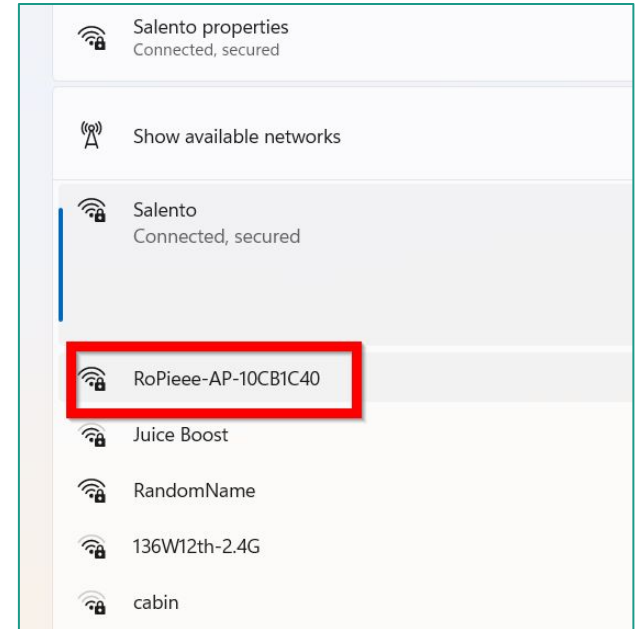 Salento properties
Connected, secured
Show available networks
Salento
Connected, secured
RoPieee-AP-10CB1C40
Juice Boost
RandomName
136W12th-2.4G
cabin